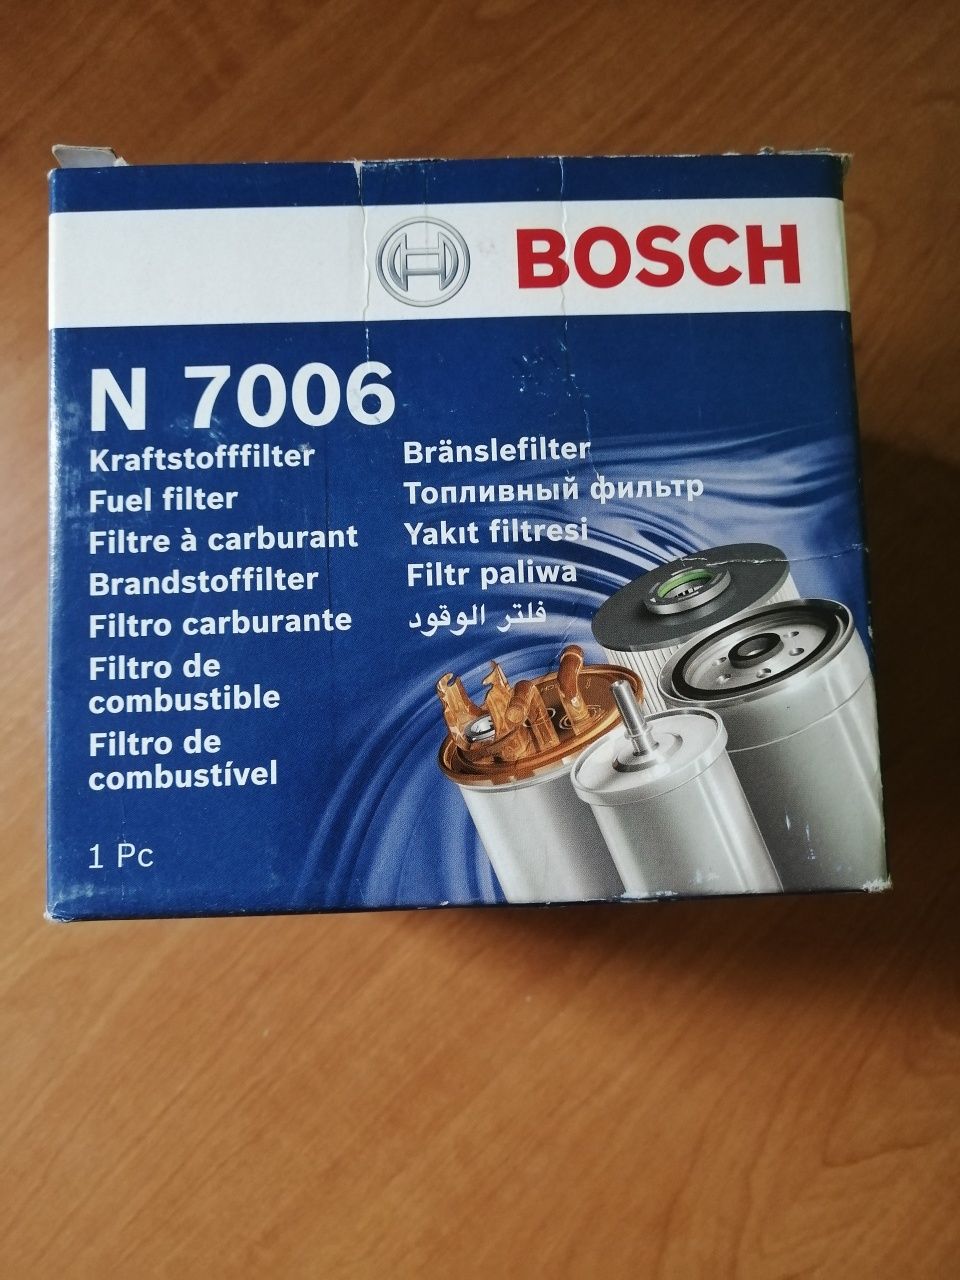 BOSCH
N 7006
Kraftstofffilter
Fuel filter
Filtre à carburant
Brandstoffilter
Filtro carburante
Filtro de
combustible
Filtro de
combustível
Bränslefilter
Топливный фильтр
Yakıt filtresi
Filtr paliwa
فلتر الوقود
1 Pc